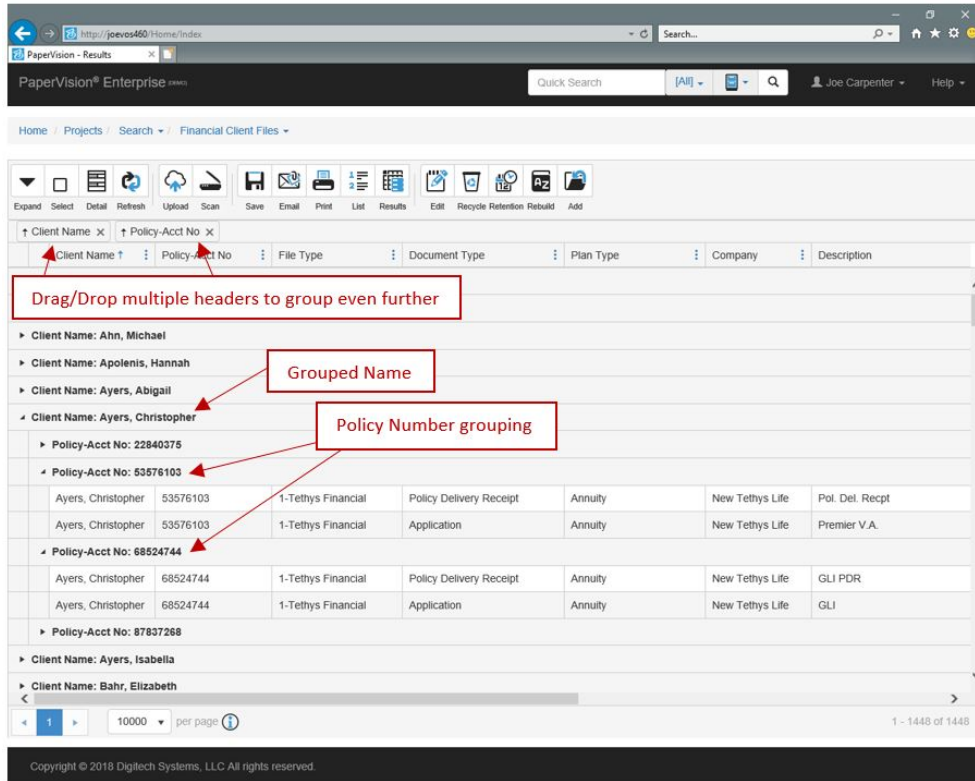 http://joevos460/Home/Index
Search...
PaperVision - Results
PaperVision® Enterprise
Quick Search
[All]
Joe Carpenter
Help
Home / Projects / Search / Financial Client Files
Expand Select Detail Refresh Upload Scan Save Email Print List Results Edit Recycle Retention Rebuild Add
↑ Client Name × ↑ Policy-Acct No ×
Client Name ↑ Policy-Acct No File Type Document Type Plan Type Company Description
Drag/Drop multiple headers to group even further
Client Name: Ahn, Michael
Client Name: Apolenis, Hannah
Grouped Name
Client Name: Ayers, Abigail
Client Name: Ayers, Christopher
Policy Number grouping
Policy-Acct No: 22840375
Policy-Acct No: 53576103
Ayers, Christopher 53576103 1-Tethys Financial Policy Delivery Receipt Annuity New Tethys Life Pol. Del. Recpt
Ayers, Christopher 53576103 1-Tethys Financial Application Annuity New Tethys Life Premier V.A.
Policy-Acct No: 68524744
Ayers, Christopher 68524744 1-Tethys Financial Policy Delivery Receipt Annuity New Tethys Life GLI PDR
Ayers, Christopher 68524744 1-Tethys Financial Application Annuity New Tethys Life GLI
Policy-Acct No: 87837268
Client Name: Ayers, Isabella
Client Name: Bahr, Elizabeth
1 10000 per page 1 - 1448 of 1448
Copyright © 2018 Digitech Systems, LLC All rights reserved.